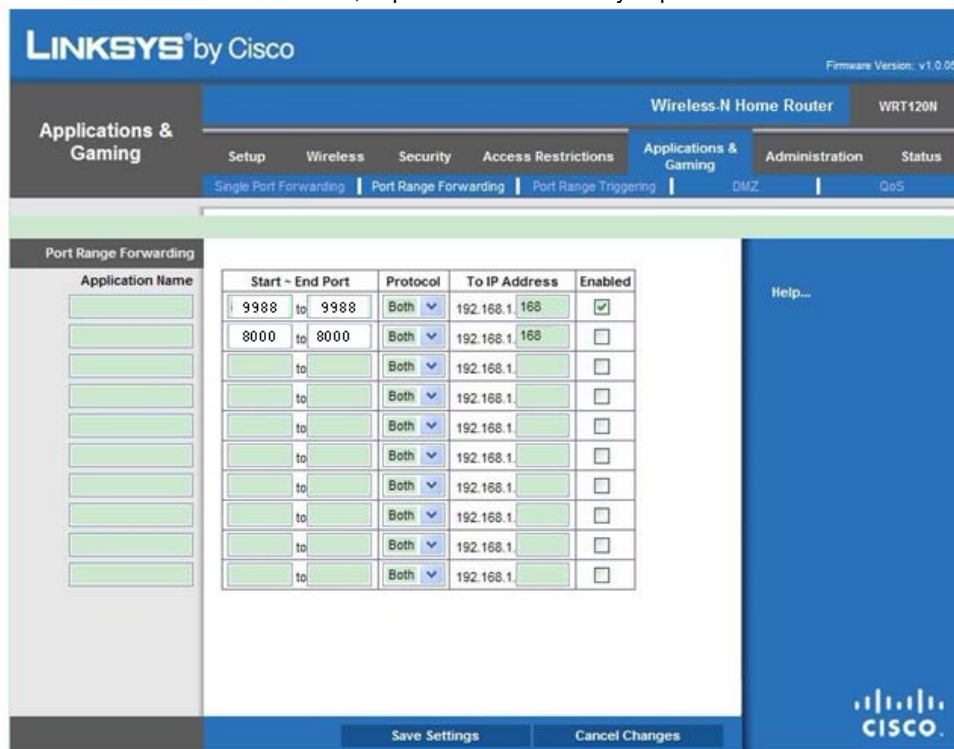 LINKSYS® by Cisco
Firmware Version: v1.0.05
Wireless-N Home Router WRT120N
Applications & Gaming
Setup Wireless Security Access Restrictions Applications & Gaming Administration Status
Single Port Forwarding Port Range Forwarding Port Range Triggering DMZ QoS
Port Range Forwarding
Application Name
Start ~ End Port Protocol To IP Address Enabled
9988 to 9988 Both 192.168.1. 168
8000 to 8000 Both 192.168.1. 168
to Both 192.168.1.
to Both 192.168.1.
to Both 192.168.1.
to Both 192.168.1.
to Both 192.168.1.
to Both 192.168.1.
to Both 192.168.1.
to Both 192.168.1.
Help...
Save Settings Cancel Changes
CISCO.